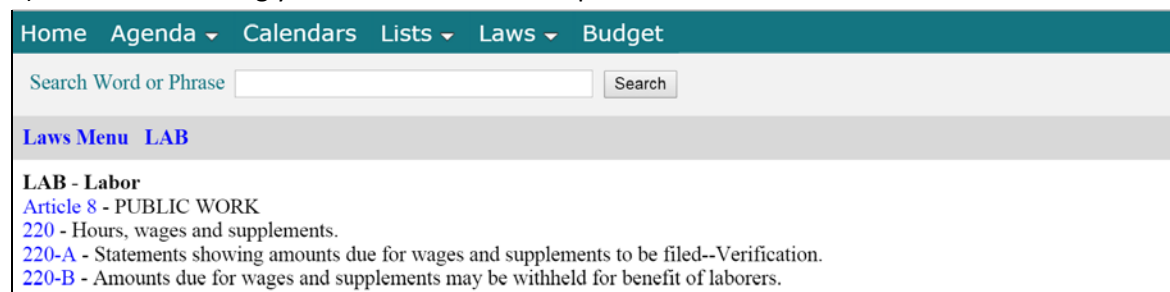 Home Agenda Calendars Lists Laws Budget
Search Word or Phrase Search
Laws Menu LAB
LAB - Labor
Article 8 - PUBLIC WORK
220 - Hours, wages and supplements.
220-A - Statements showing amounts due for wages and supplements to be filed--Verification.
220-B - Amounts due for wages and supplements may be withheld for benefit of laborers.